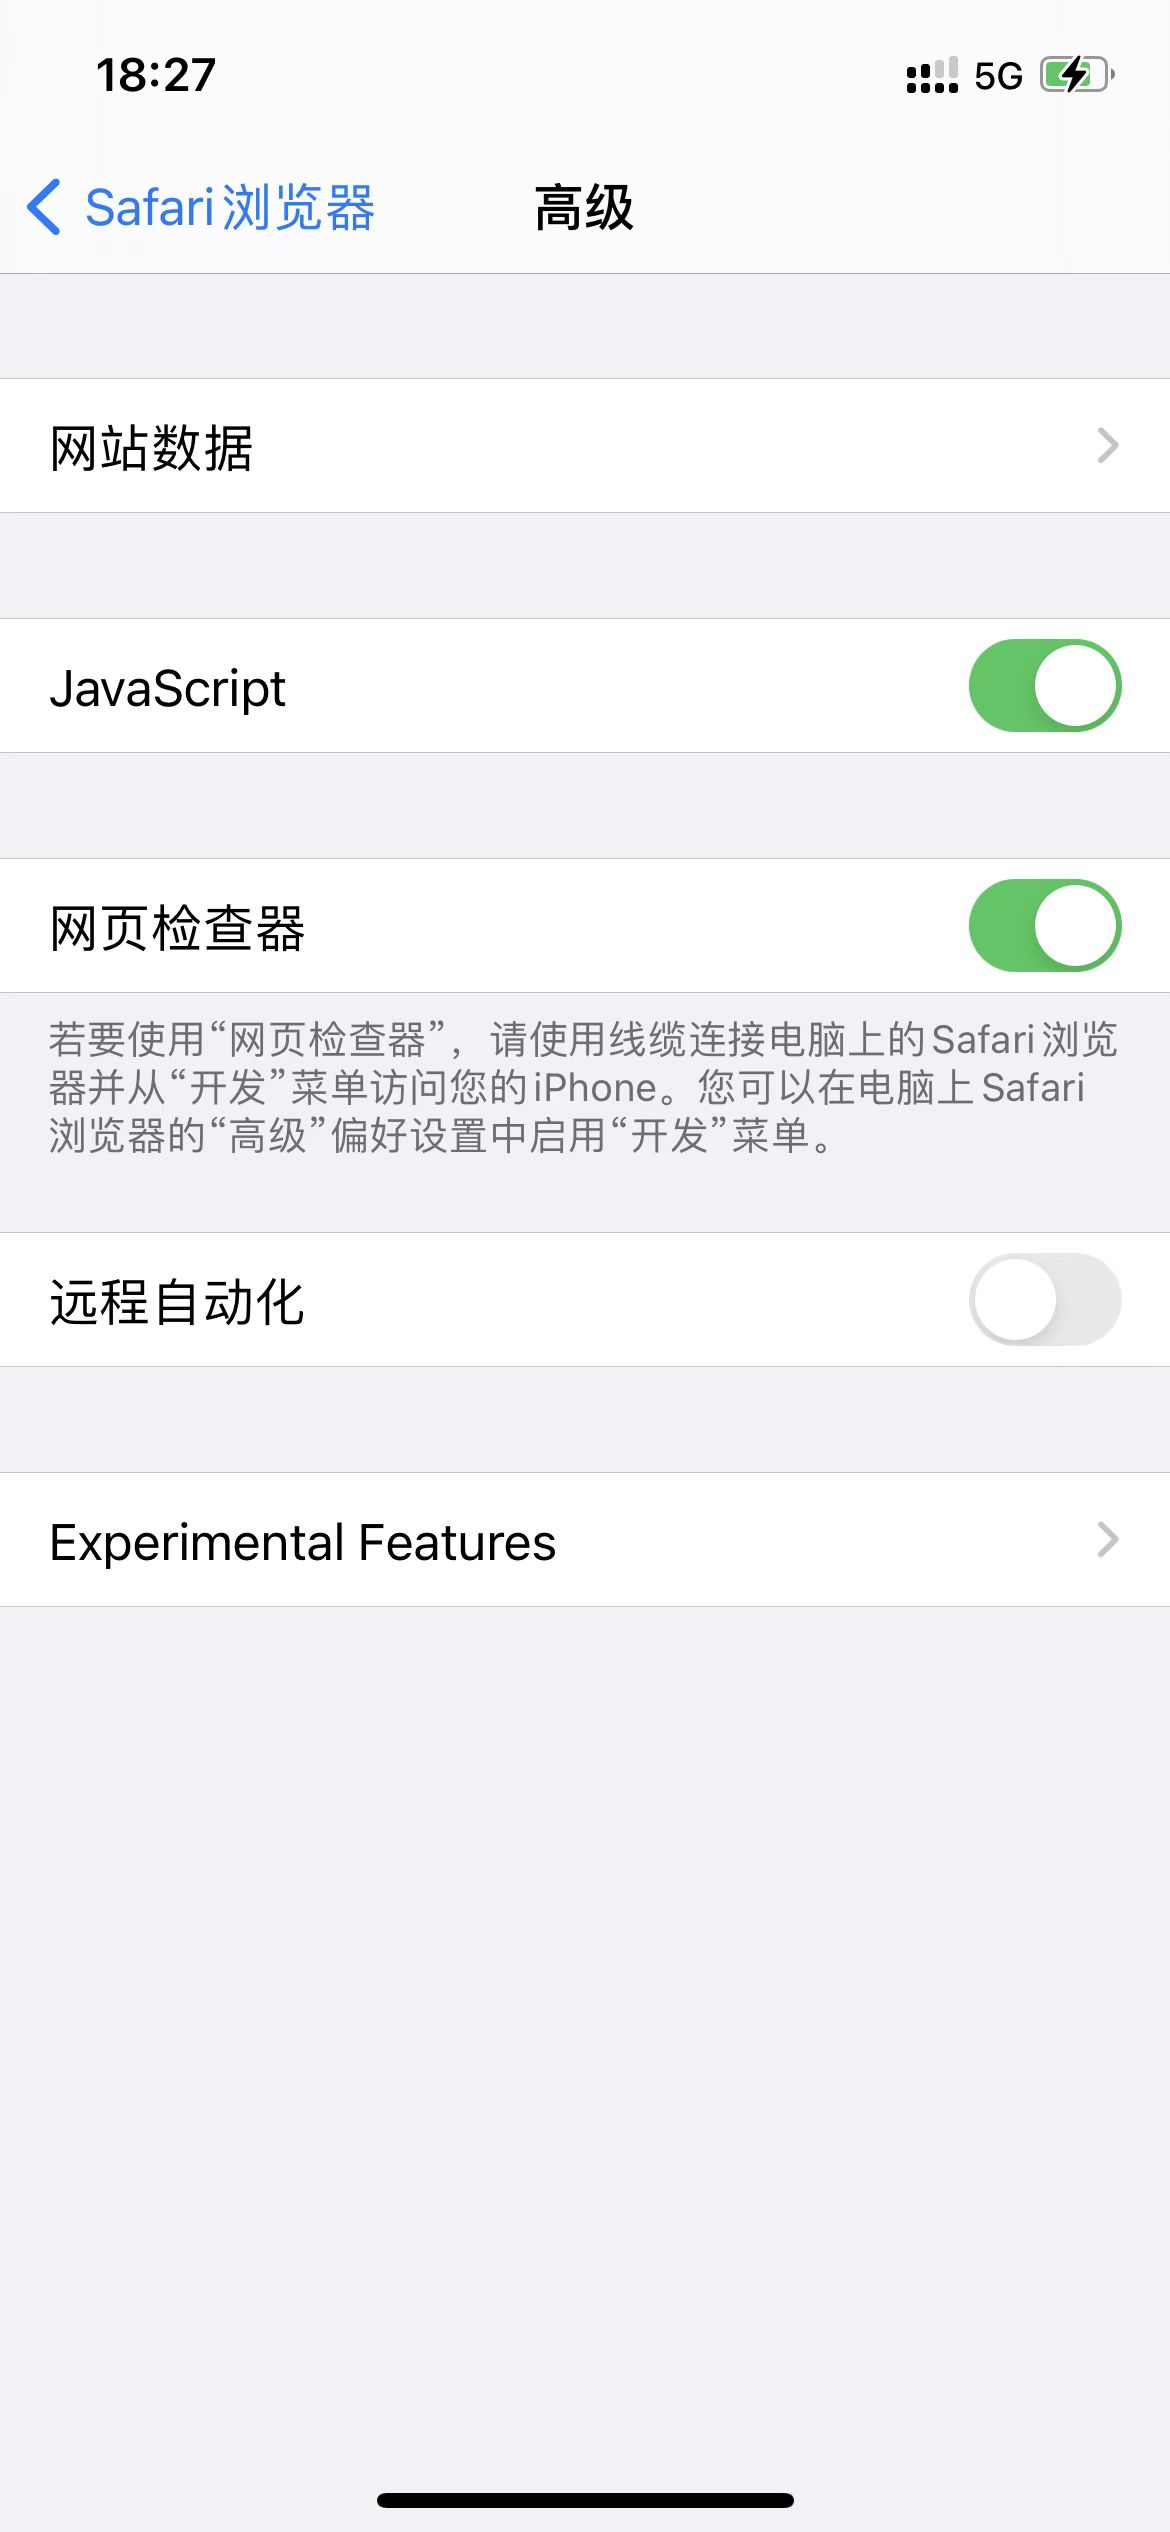 18:27
5G
Safari浏览器
高级
网站数据
JavaScript
网页检查器
若要使用“网页检查器”，请使用线缆连接电脑上的Safari浏览
器并从“开发”菜单访问您的iPhone。您可以在电脑上Safari
浏览器的“高级”偏好设置中启用“开发”菜单。
远程自动化
Experimental Features